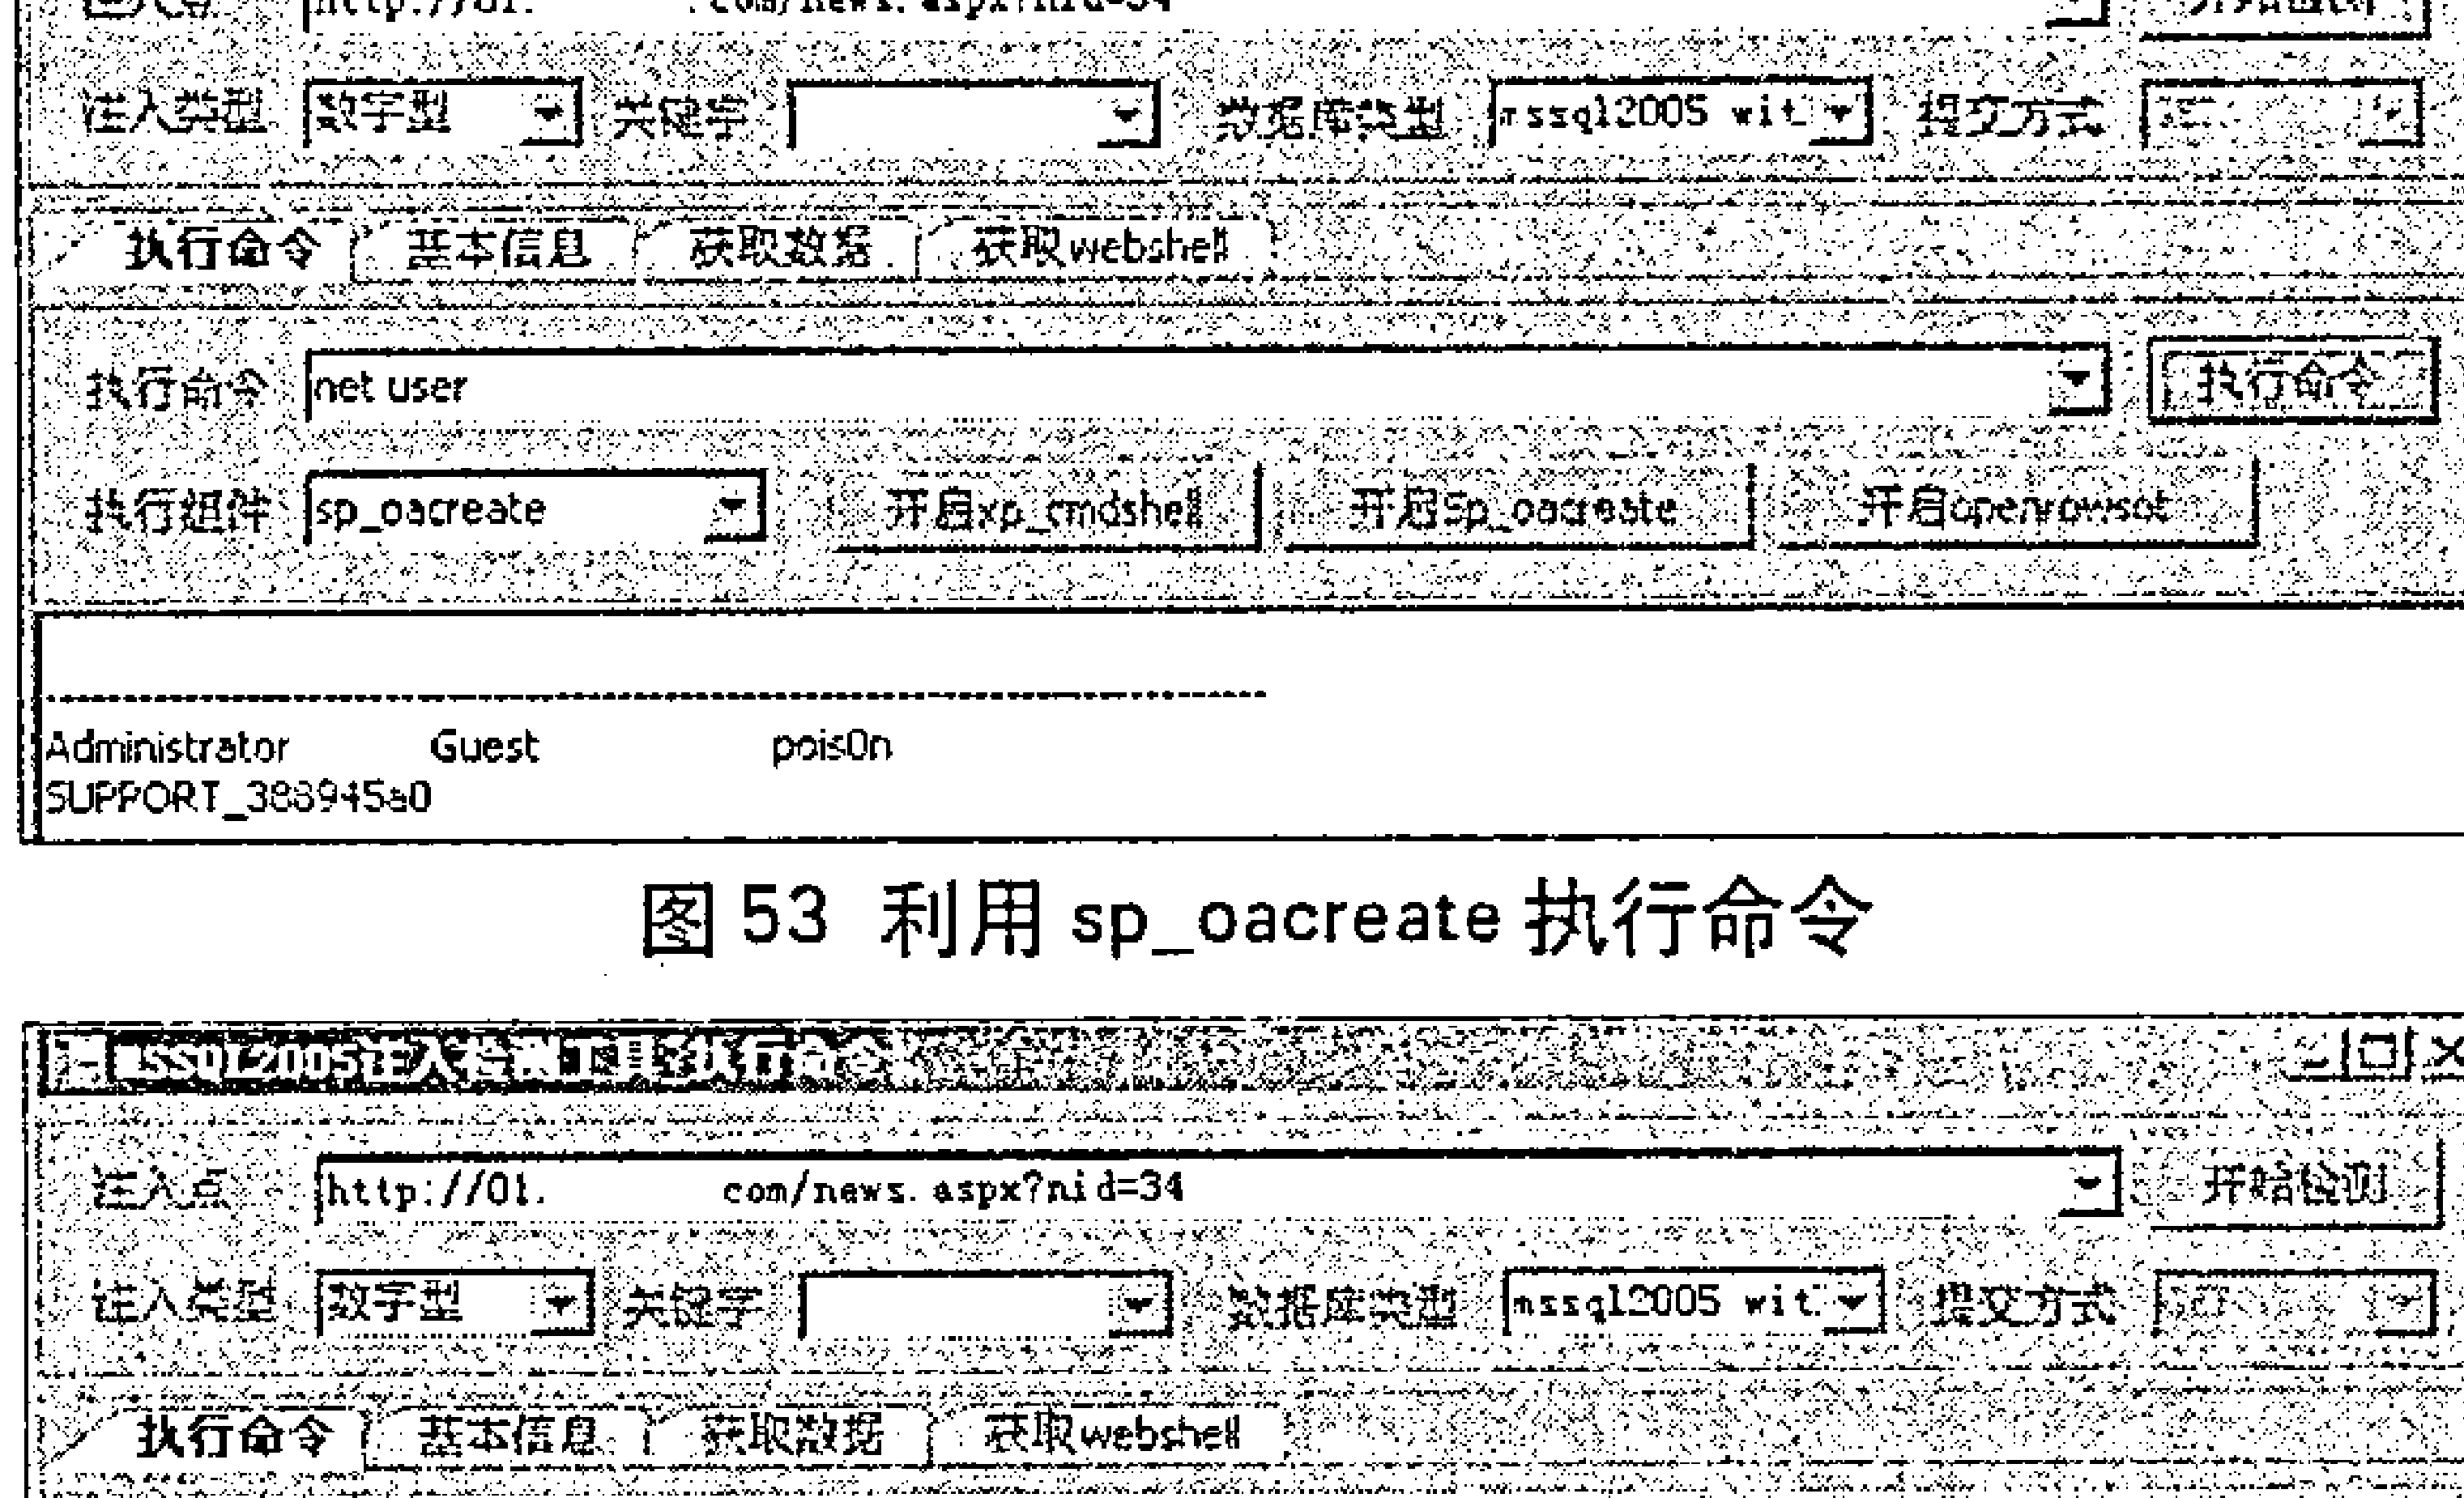 http://01. .com/news.aspx?nid=34
注入类型 数字型 关键字 数据库类型 mssql2005 wit 提交方式
执行命令 基本信息 获取数据 获取webshell
执行命令 net user 执行命令
执行组件 sp_oacreate 开启xp_cmdshell 开启Sp_oacreate 开启openrowset
Administrator Guest pois0n
SUPPORT_388945a0
图 53 利用 sp_oacreate 执行命令
注入点 http://01. com/news.aspx?nid=34 开始检测
注入类型 数字型 关键字 数据库类型 mssql2005 wit 提交方式
执行命令 基本信息 获取数据 获取webshell